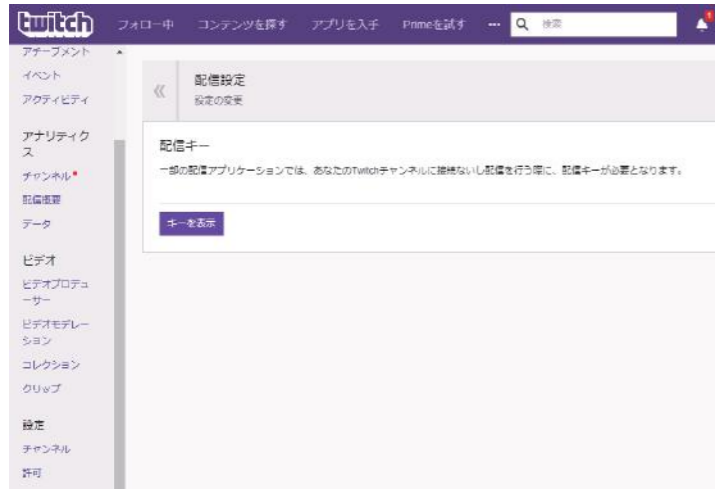 twitch フォロー中 コンテンツを探す アプリを入手 Primeを試す ••• 検索 1
アチーブメント
イベント
アクティビティ
アナリティク
ス
チャンネル
配信概要
データ
ビデオ
ビデオプロデュ
ーサー
ビデオモデレー
ション
コレクション
クリップ
設定
チャンネル
許可
配信設定
設定の変更
配信キー
一部の配信アプリケーションでは、あなたのTwitchチャンネルに接続ないし配信を行う際に、配信キーが必要となります。
キーを表示